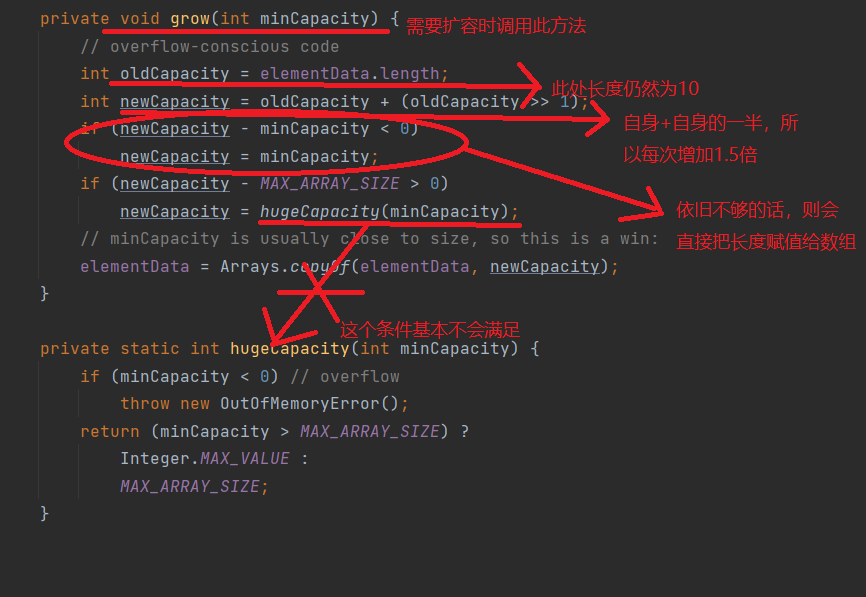 private void grow(int minCapacity) { 需要扩容时调用此方法
// overflow-conscious code
int oldCapacity = elementData.length;
此处长度仍然为10
int newCapacity = oldCapacity + (oldCapacity >> 1);
自身+自身的一半，所
以每次增加1.5倍
if (newCapacity - minCapacity < 0)
newCapacity = minCapacity;
if (newCapacity - MAX_ARRAY_SIZE > 0)
newCapacity = hugeCapacity(minCapacity);
依旧不够的话，则会
直接把长度赋值给数组
// minCapacity is usually close to size, so this is a win:
elementData = Arrays.copyOf(elementData, newCapacity);
}
这个条件基本不会满足
private static int hugeCapacity(int minCapacity) {
if (minCapacity < 0) // overflow
throw new OutOfMemoryError();
return (minCapacity > MAX_ARRAY_SIZE) ?
Integer.MAX_VALUE :
MAX_ARRAY_SIZE;
}